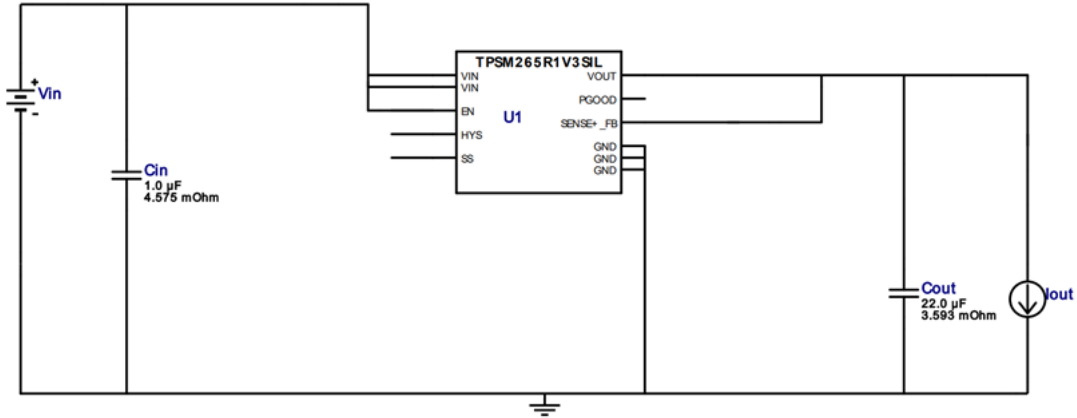 +
Vin
-
Cin
1.0 µF
4.575 mOhm
TPSM265R1V3SIL
VIN
VIN
EN
HYS
SS
U1
VOUT
PGOOD
SENSE+_FB
GND
GND
GND
Cout
22.0 µF
3.593 mOhm
Iout